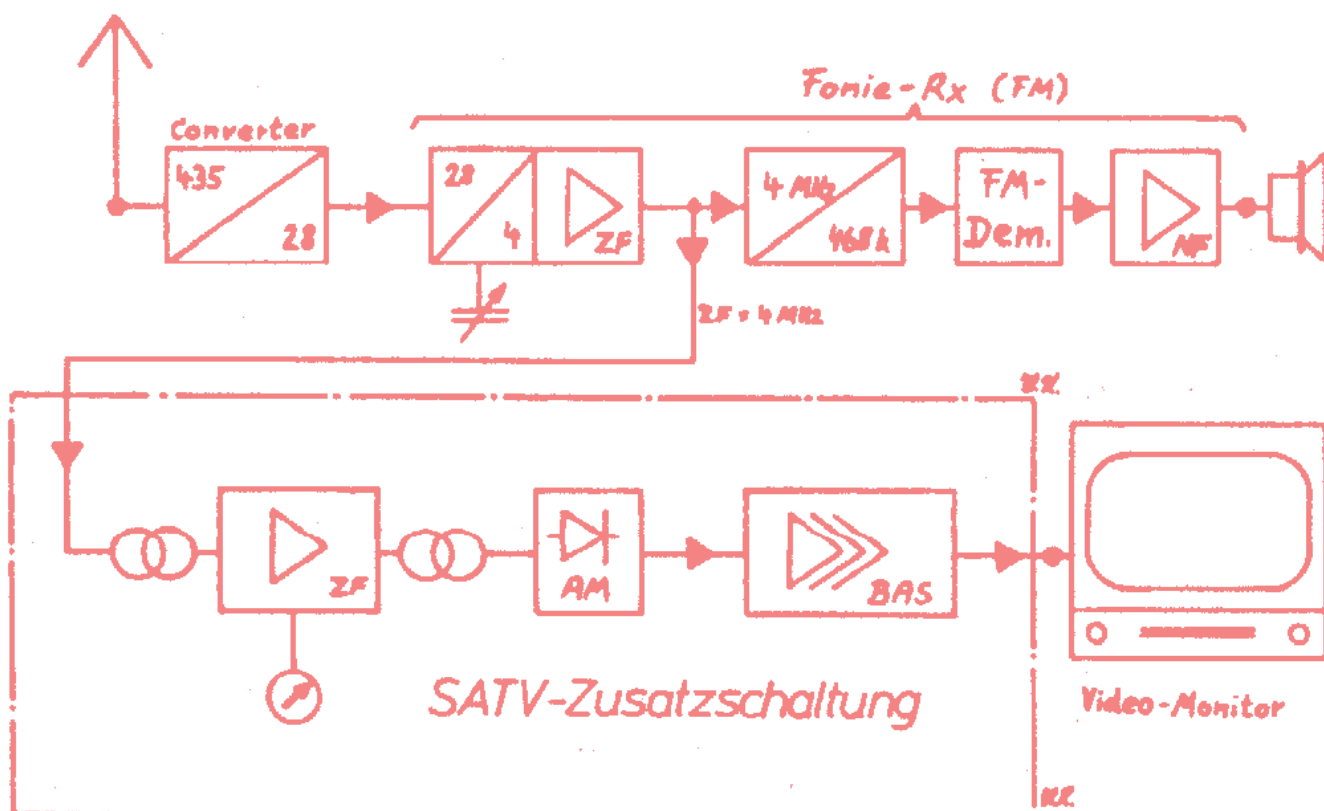 Fonie-Rx (FM)
Converter
435
28
28
4
ZF
4 MHz
468k
FM-
Dem.
NF
ZF = 4 MHz
ZF
AM
BAS
SATV-Zusatzschaltung
Video-Monitor